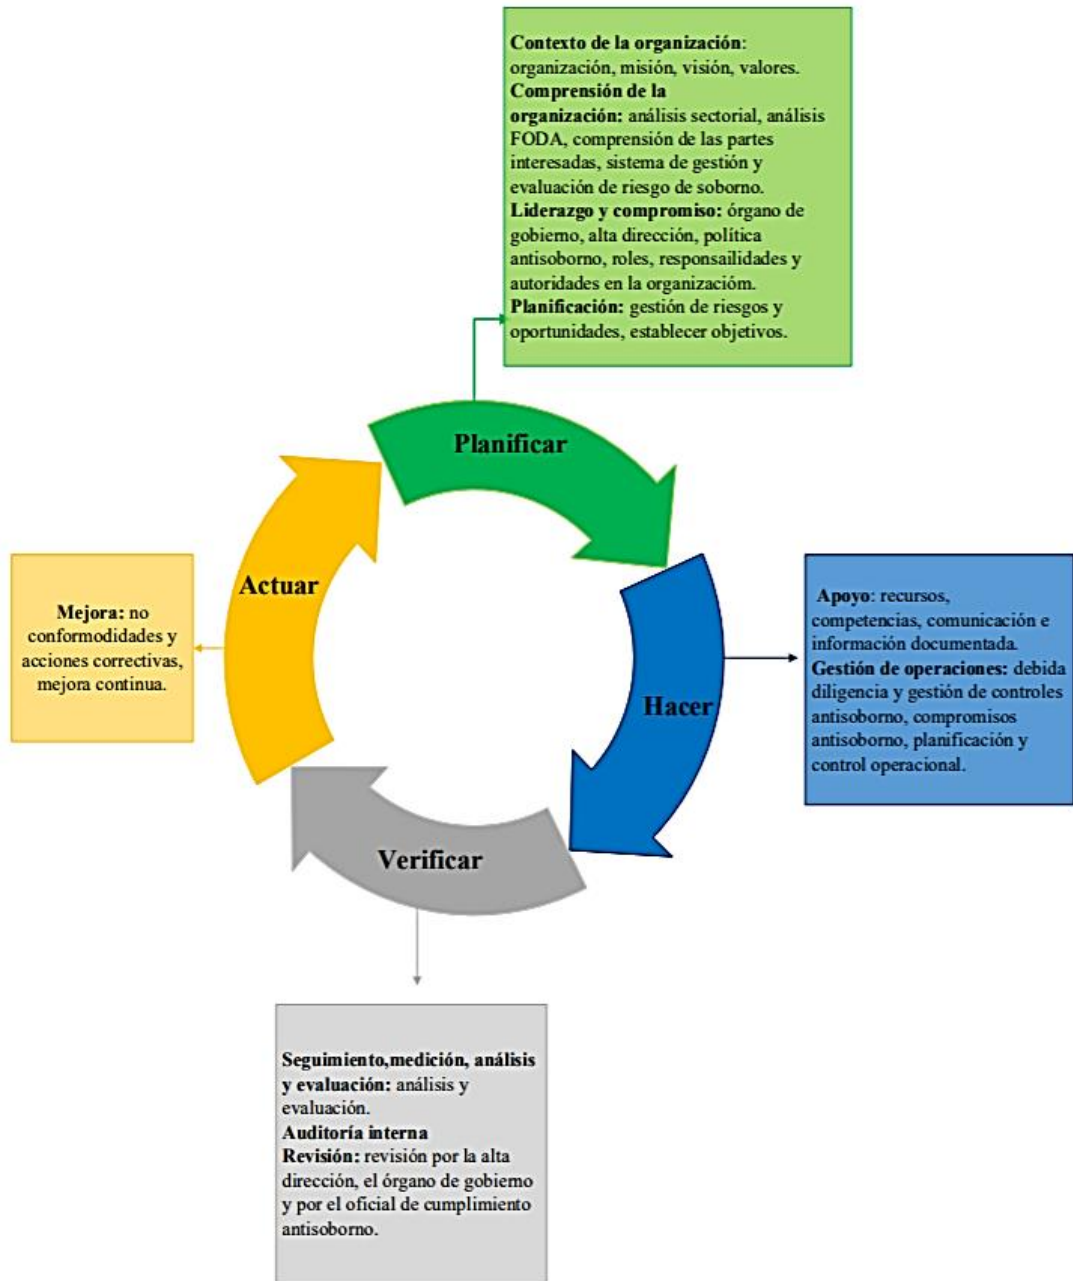 Contexto de la organización:
organización, misión, visión, valores.
Comprensión de la
organización: análisis sectorial, análisis
FODA, comprensión de las partes
interesadas, sistema de gestión y
evaluación de riesgo de soborno.
Liderazgo y compromiso: órgano de
gobierno, alta dirección, política
antisoborno, roles, responsailidades y
autoridades en la organizacióm.
Planificación: gestión de riesgos y
oportunidades, establecer objetivos.
Planificar
Actuar
Mejora: no
conformodidades y
acciones correctivas,
mejora continua.
Hacer
Apoyo: recursos,
competencias, comunicación e
información documentada.
Gestión de operaciones: debida
diligencia y gestión de controles
antisoborno, compromisos
antisoborno, planificación y
control operacional.
Verificar
Seguimiento,medición, análisis
y evaluación: análisis y
evaluación.
Auditoría interna
Revisión: revisión por la alta
dirección, el órgano de gobierno
y por el oficial de cumplimiento
antisoborno.